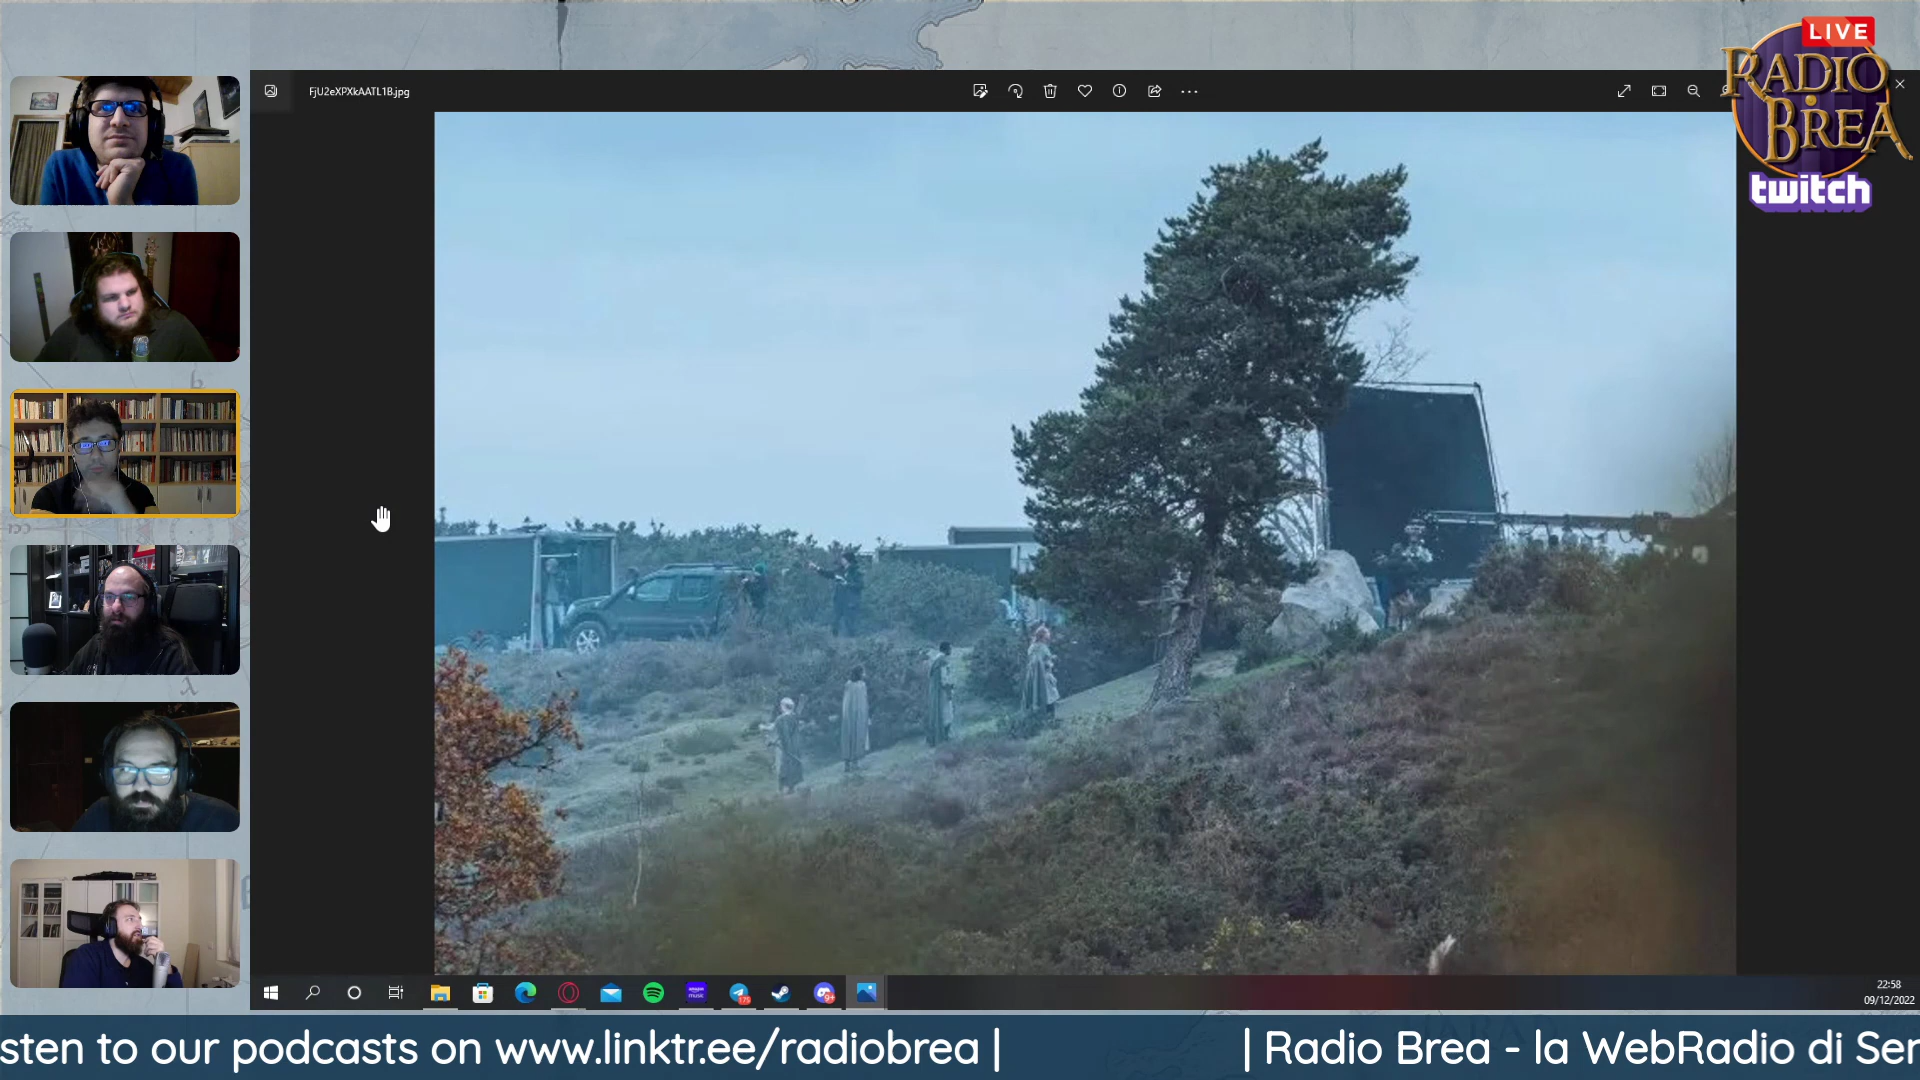 LIVE
RADIO
BREA
twitch
FjU2eXPXkAATL1B.jpg
22:58
09/12/2022
sten to our podcasts on www.linktr.ee/radiobrea |
| Radio Brea - la WebRadio di Ser